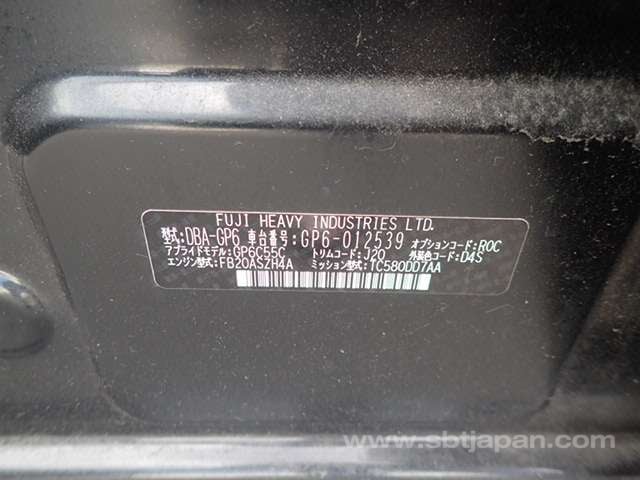 FUJI HEAVY INDUSTRIES LTD.
型式:DBA-GP6 車台番号:GP6-012539 オプションコード:ROC
アプライドモデル:GP6C55C トリムコード:J20 外装色コード:D4S
エンジン型式:FB20ASZH4A ミッション型式:TC580DD7AA
www.sbtjapan.com